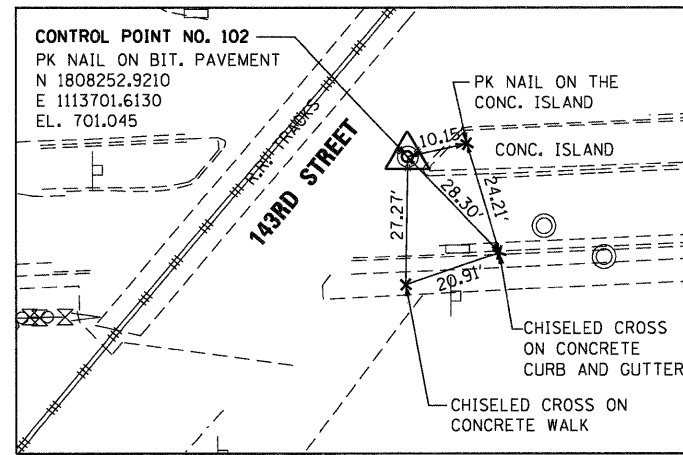 CONTROL POINT NO. 102
PK NAIL ON BIT. PAVEMENT
N 1808252.9210
E 1113701.6130
EL. 701.045
R.R. TRACKS
143RD STREET
PK NAIL ON THE
CONC. ISLAND
10.15'
CONC. ISLAND
28.30'
24.21'
27.27'
20.91'
CHISELED CROSS
ON CONCRETE
CURB AND GUTTER
CHISELED CROSS ON
CONCRETE WALK